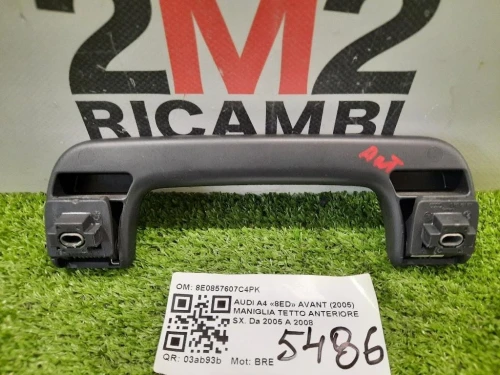 2M2
RICAMBI
AnT
OM: 8E0857607C4PK
AUDI A4 «8ED» AVANT (2005)
MANIGLIA TETTO ANTERIORE
SX. Da 2005 A 2008
5486
QR: 03ab93b Mot: BRE